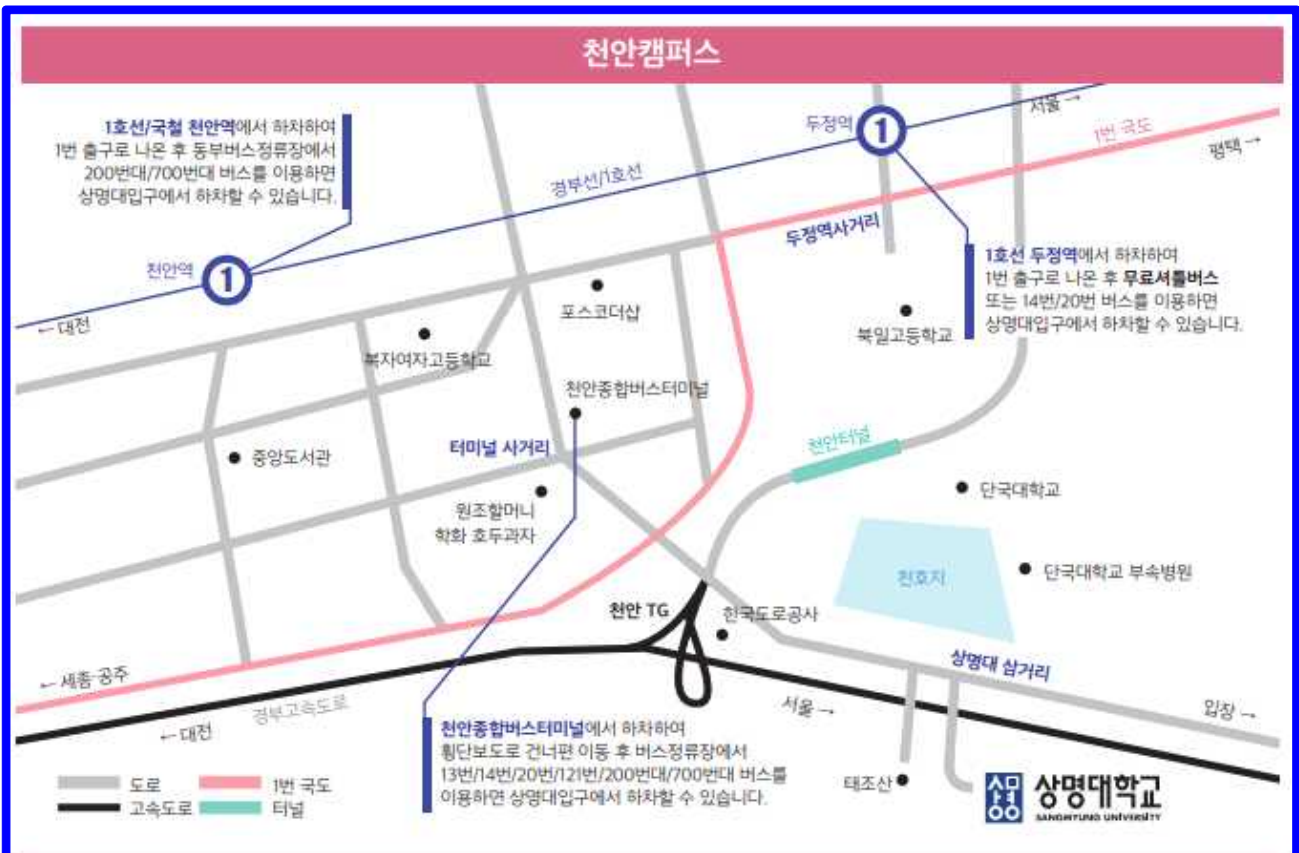 천안캠퍼스
1호선/국철 천안역에서 하차하여
1번 출구로 나온 후 동부버스정류장에서
200번대/700번대 버스를 이용하면
상명대입구에서 하차할 수 있습니다.
두정역
1
서울 →
1번 국도
평택 →
경부선/1호선
두정역사거리
천안역
1
← 대전
1호선 두정역에서 하차하여
1번 출구로 나온 후 무료셔틀버스
또는 14번/20번 버스를 이용하면
상명대입구에서 하차할 수 있습니다.
포스코더샵
북일고등학교
복자여자고등학교
천안종합버스터미널
천안터널
터미널 사거리
중앙도서관
단국대학교
원조할머니
학화 호두과자
천호지
단국대학교 부속병원
천안 TG
한국도로공사
상명대 삼거리
← 세종·공주
경부고속도로
← 대전
서울 →
입장 →
천안종합버스터미널에서 하차하여
횡단보도로 건너편 이동 후 버스정류장에서
13번/14번/20번/121번/200번대/700번대 버스를
이용하면 상명대입구에서 하차할 수 있습니다.
태조산
도로
1번 국도
고속도로
터널
상명
상명대학교
SANGMYUNG UNIVERSITY